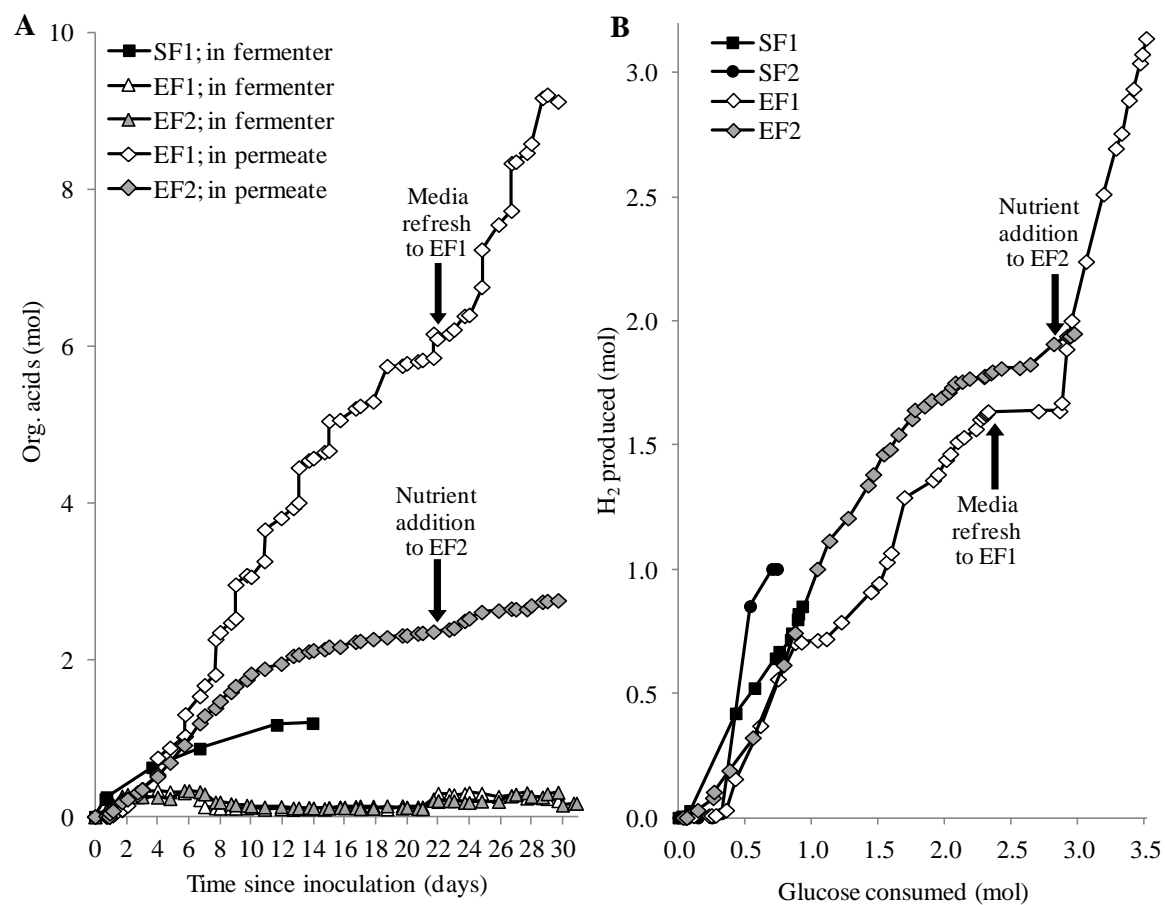 A
10
8
6
4
2
0
Org. acids (mol)
SF1; in fermenter
EF1; in fermenter
EF2; in fermenter
EF1; in permeate
EF2; in permeate
Media
refresh
to EF1
Nutrient
addition
to EF2
0 2 4 6 8 10 12 14 16 18 20 22 24 26 28 30
Time since inoculation (days)
B
3.0
2.5
2.0
1.5
1.0
0.5
0.0
H₂ produced (mol)
SF1
SF2
EF1
EF2
Nutrient
addition
to EF2
Media
refresh
to EF1
0.0 0.5 1.0 1.5 2.0 2.5 3.0 3.5
Glucose consumed (mol)